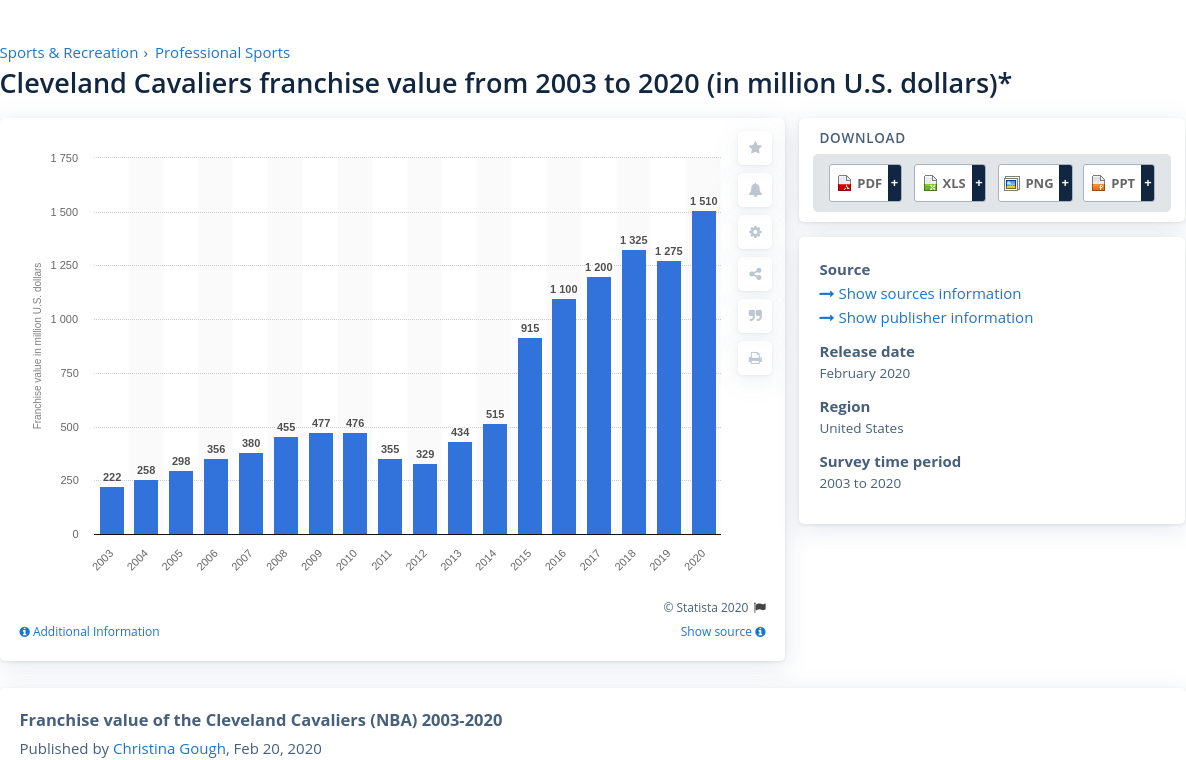 Sports & Recreation › Professional Sports
Cleveland Cavaliers franchise value from 2003 to 2020 (in million U.S. dollars)*
DOWNLOAD
PDF + XLS + PNG + PPT +
Franchise value in million U.S. dollars
1 750
1 500
1 250
1 000
750
500
250
0
222
258
298
356
380
455
477
476
355
329
434
515
915
1 100
1 200
1 325
1 275
1 510
2003
2004
2005
2006
2007
2008
2009
2010
2011
2012
2013
2014
2015
2016
2017
2018
2019
2020
© Statista 2020
Additional Information
Show source
Source
Show sources information
Show publisher information
Release date
February 2020
Region
United States
Survey time period
2003 to 2020
Franchise value of the Cleveland Cavaliers (NBA) 2003-2020
Published by Christina Gough, Feb 20, 2020